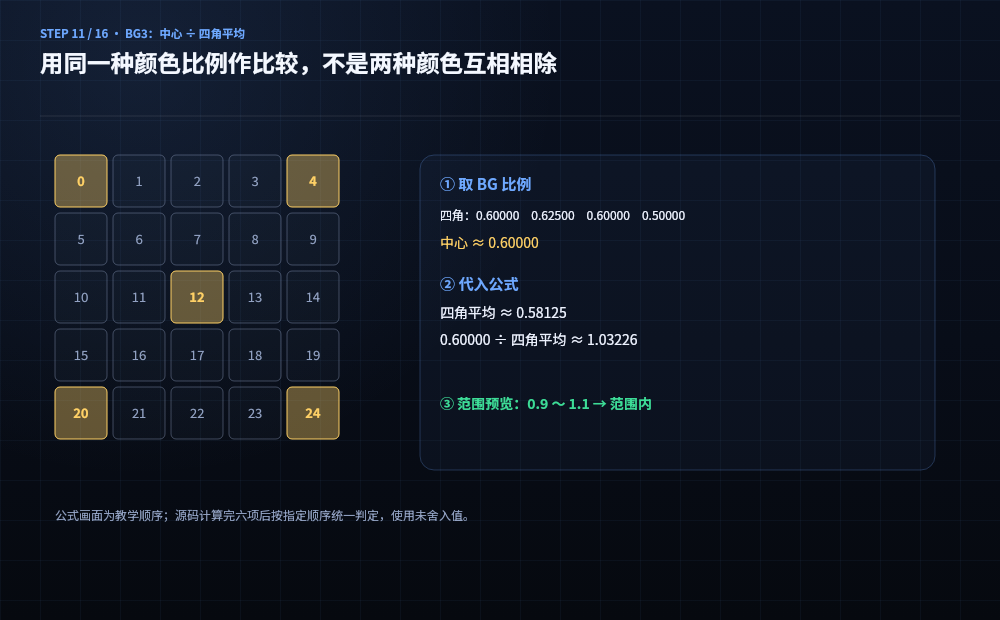 STEP 11 / 16 · BG3：中心 ÷ 四角平均
用同一种颜色比例作比较，不是两种颜色互相相除
0 1 2 3 4
5 6 7 8 9
10 11 12 13 14
15 16 17 18 19
20 21 22 23 24
① 取 BG 比例
四角：0.60000 0.62500 0.60000 0.50000
中心 ≈ 0.60000
② 代入公式
四角平均 ≈ 0.58125
0.60000 ÷ 四角平均 ≈ 1.03226
③ 范围预览：0.9 ～ 1.1 → 范围内
公式画面为教学顺序；源码计算完六项后按指定顺序统一判定，使用未舍入值。